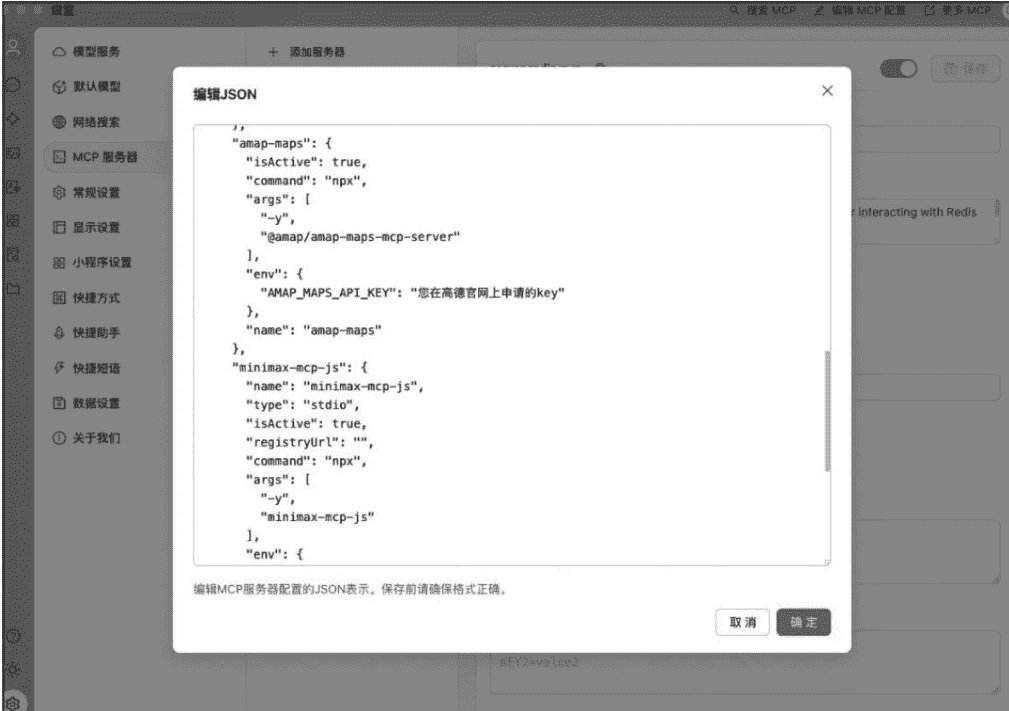 设置
搜索 MCP
编辑 MCP 配置
更多 MCP
模型服务
默认模型
网络搜索
MCP 服务器
常规设置
显示设置
小程序设置
快捷方式
快捷助手
快捷短语
数据设置
关于我们
添加服务器
保存
r interacting with Redis
KEY2=value2
编辑JSON
},
"amap-maps": {
"isActive": true,
"command": "npx",
"args": [
"-y",
"@amap/amap-maps-mcp-server"
],
"env": {
"AMAP_MAPS_API_KEY": "您在高德官网上申请的key"
},
"name": "amap-maps"
},
"minimax-mcp-js": {
"name": "minimax-mcp-js",
"type": "stdio",
"isActive": true,
"registryUrl": "",
"command": "npx",
"args": [
"-y",
"minimax-mcp-js"
],
"env": {
编辑MCP服务器配置的JSON表示。保存前请确保格式正确。
取消
确定